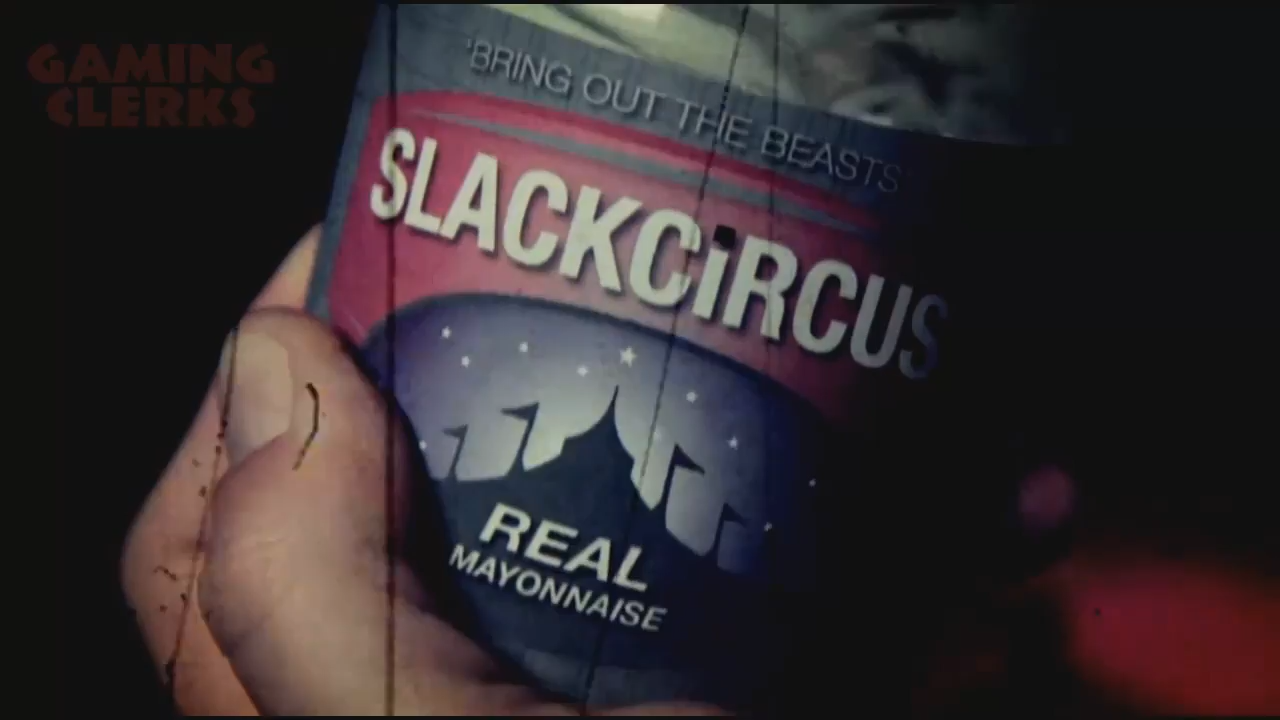 GAMING
CLERKS
'BRING OUT THE BEASTS'
SLACKCiRCUS
REAL
MAYONNAISE